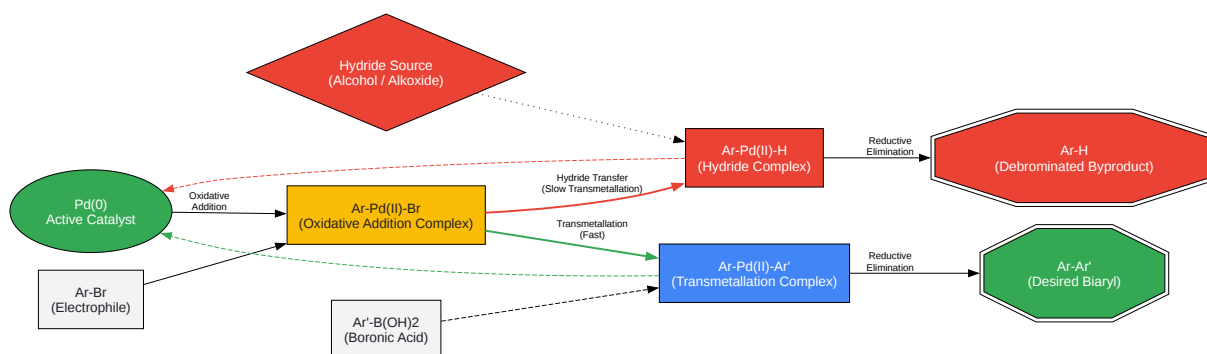 Hydride Source
(Alcohol / Alkoxide)
Ar-Pd(II)-H
(Hydride Complex)
Reductive
Elimination
Ar-H
(Debrominated Byproduct)
Hydride Transfer
(Slow Transmetallation)
Pd(0)
Active Catalyst
Oxidative
Addition
Ar-Pd(II)-Br
(Oxidative Addition Complex)
Transmetallation
(Fast)
Ar-Pd(II)-Ar'
(Transmetallation Complex)
Reductive
Elimination
Ar-Ar'
(Desired Biaryl)
Ar-Br
(Electrophile)
Ar'-B(OH)2
(Boronic Acid)